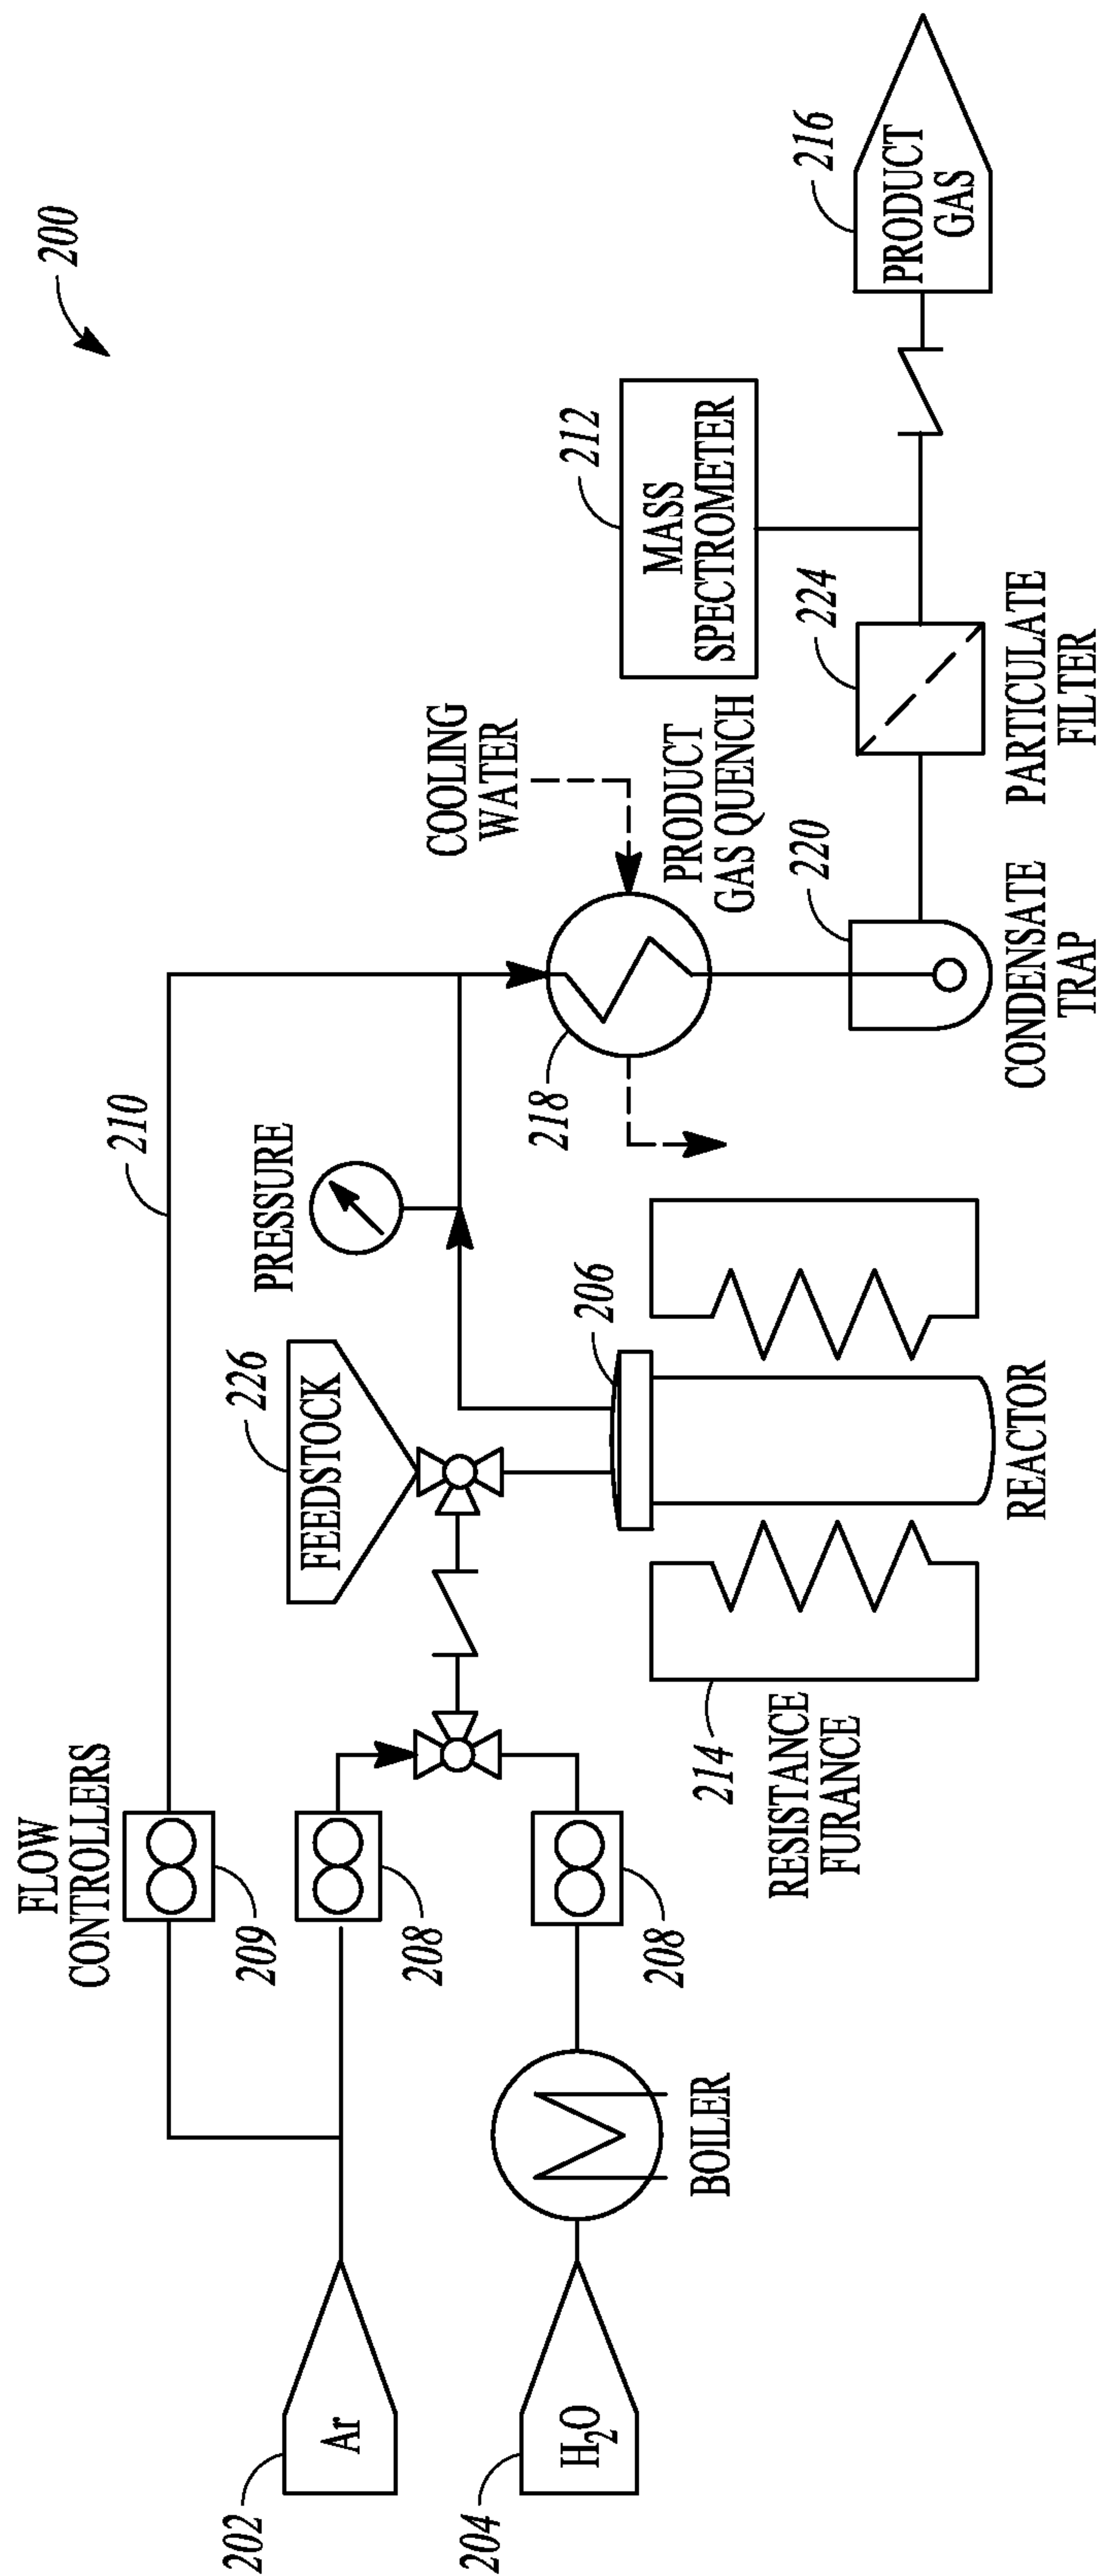 200
FLOW
CONTROLLERS
210
209
PRESSURE
226
FEEDSTOCK
202
Ar
208
COOLING
WATER
204
H₂O
BOILER
208
206
218
PRODUCT
GAS QUENCH
212
MASS
SPECTROMETER
214
RESISTANCE
FURANCE
REACTOR
220
CONDENSATE
TRAP
224
PARTICULATE
FILTER
216
PRODUCT
GAS